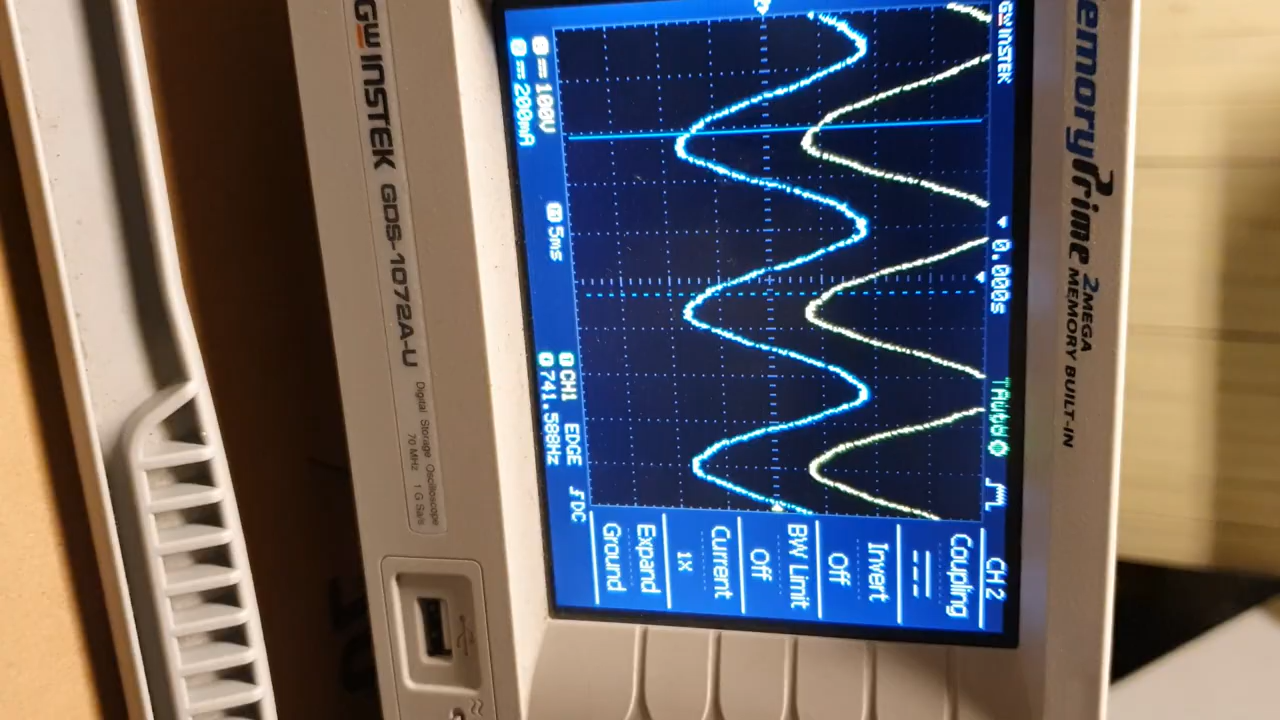 emory Prime 2MEGA
MEMORY BUILT-IN
GW INSTEK
0.000s
CH2
Coupling
Invert
Off
BW Limit
Off
Current
1X
Expand
Ground
1 100V
2 200mA
5ms
CH1 EDGE DC
741.588Hz
GW INSTEK GDS-1072A-U
Digital Storage Oscilloscope
70 MHz 1 G Sa/s